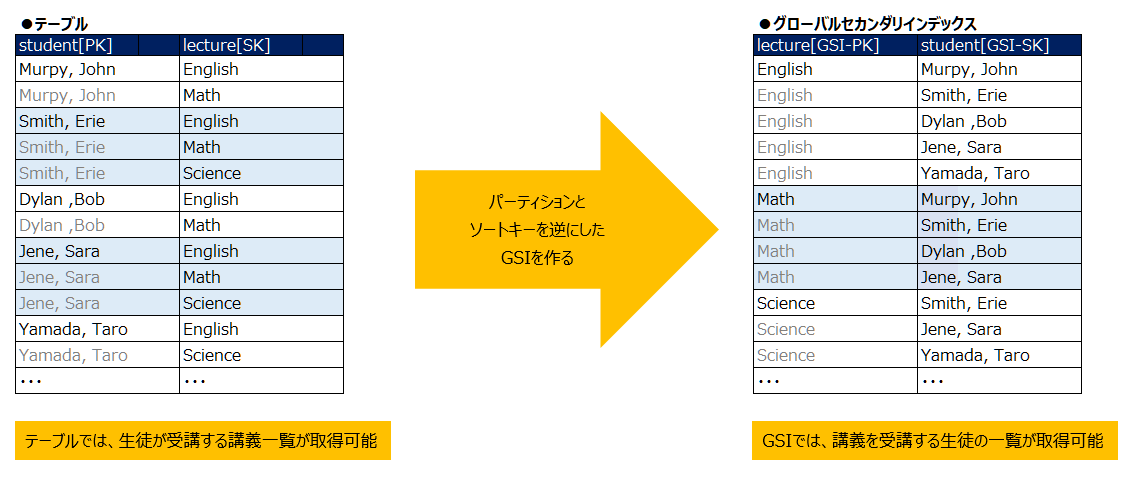 ●テーブル
student[PK] lecture[SK]
Murpy, John English
Murpy, John Math
Smith, Erie English
Smith, Erie Math
Smith, Erie Science
Dylan ,Bob English
Dylan ,Bob Math
Jene, Sara English
Jene, Sara Math
Jene, Sara Science
Yamada, Taro English
Yamada, Taro Science
・・・ ・・・
テーブルでは、生徒が受講する講義一覧が取得可能
パーティションと
ソートキーを逆にした
GSIを作る
●グローバルセカンダリインデックス
lecture[GSI-PK] student[GSI-SK]
English Murpy, John
English Smith, Erie
English Dylan ,Bob
English Jene, Sara
English Yamada, Taro
Math Murpy, John
Math Smith, Erie
Math Dylan ,Bob
Math Jene, Sara
Science Smith, Erie
Science Jene, Sara
Science Yamada, Taro
・・・ ・・・
GSIでは、講義を受講する生徒の一覧が取得可能